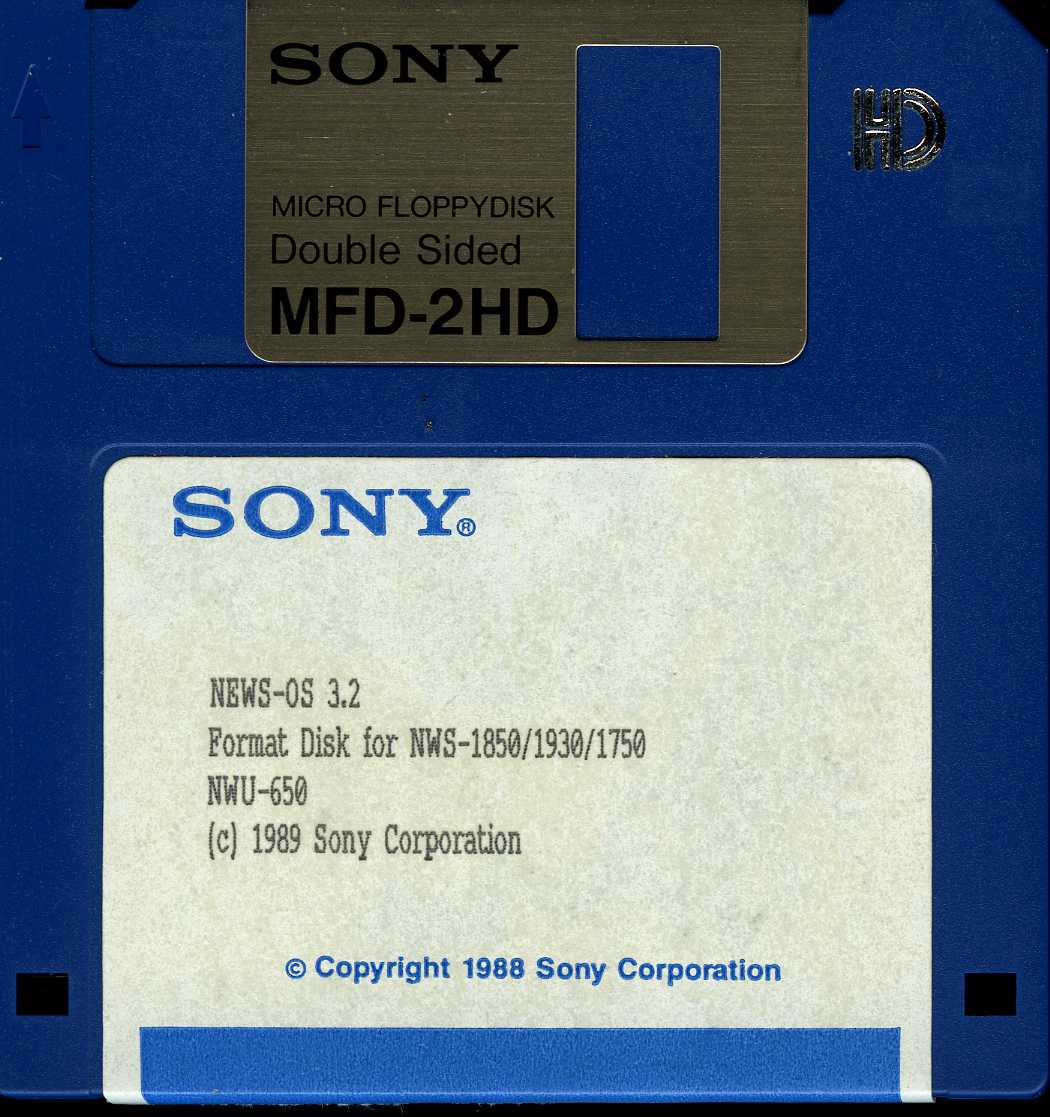 SONY
HD
MICRO FLOPPYDISK
Double Sided
MFD-2HD
SONY®
NEWS-OS 3.2
Format Disk for NWS-1850/1930/1750
NWU-650
(c) 1989 Sony Corporation
© Copyright 1988 Sony Corporation